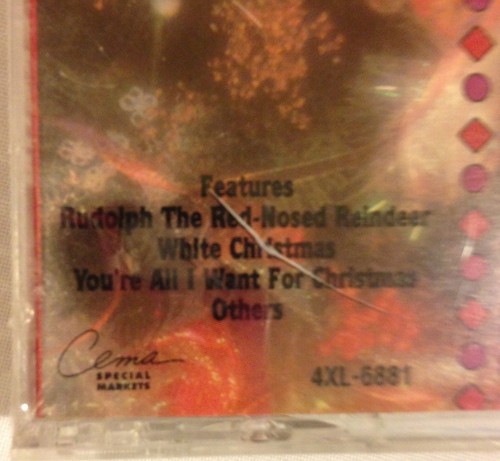 Features
Rudolph The Red-Nosed Reindeer
White Christmas
You're All I Want For Christmas
Others
Cema
SPECIAL
MARKETS
4XL-6881